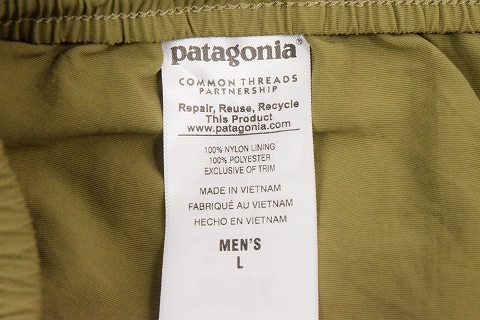 patagonia®
COMMON THREADS
PARTNERSHIP
Repair, Reuse, Recycle
This Product
www.patagonia.com
100% NYLON LINING
100% POLYESTER
EXCLUSIVE OF TRIM
MADE IN VIETNAM
FABRIQUÉ AU VIETNAM
HECHO EN VIETNAM
MEN'S
L